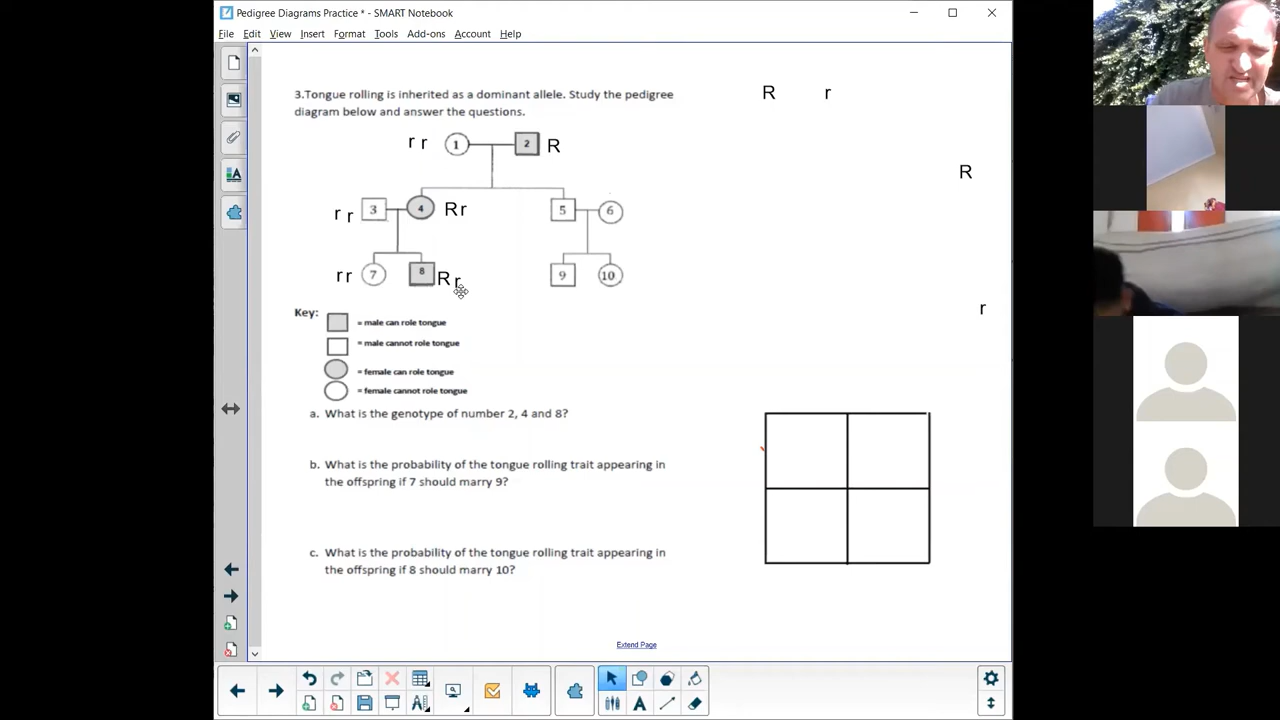 Pedigree Diagrams Practice * - SMART Notebook
File Edit View Insert Format Tools Add-ons Account Help
3.Tongue rolling is inherited as a dominant allele. Study the pedigree
diagram below and answer the questions.
R r
r r 1 2 R
R
r r 3 4 R r 5 6
r r 7 8 R r 9 10
r
Key:
= male can role tongue
= male cannot role tongue
= female can role tongue
= female cannot role tongue
a. What is the genotype of number 2, 4 and 8?
b. What is the probability of the tongue rolling trait appearing in
the offspring if 7 should marry 9?
c. What is the probability of the tongue rolling trait appearing in
the offspring if 8 should marry 10?
Extend Page